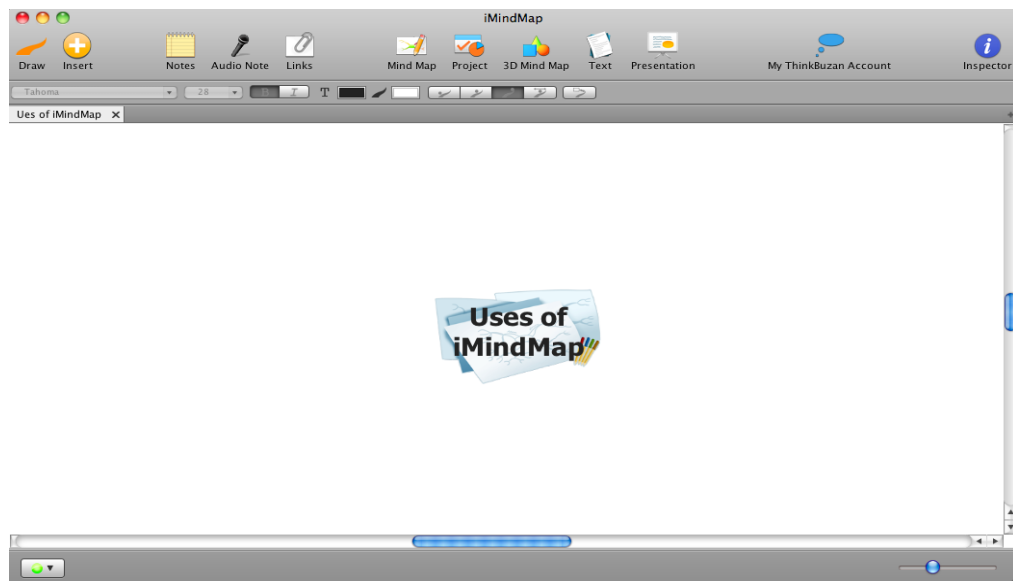 iMindMap
Draw Insert Notes Audio Note Links Mind Map Project 3D Mind Map Text Presentation My ThinkBuzan Account Inspector
Tahoma 28 B I T
Ues of iMindMap X
Uses of
iMindMap